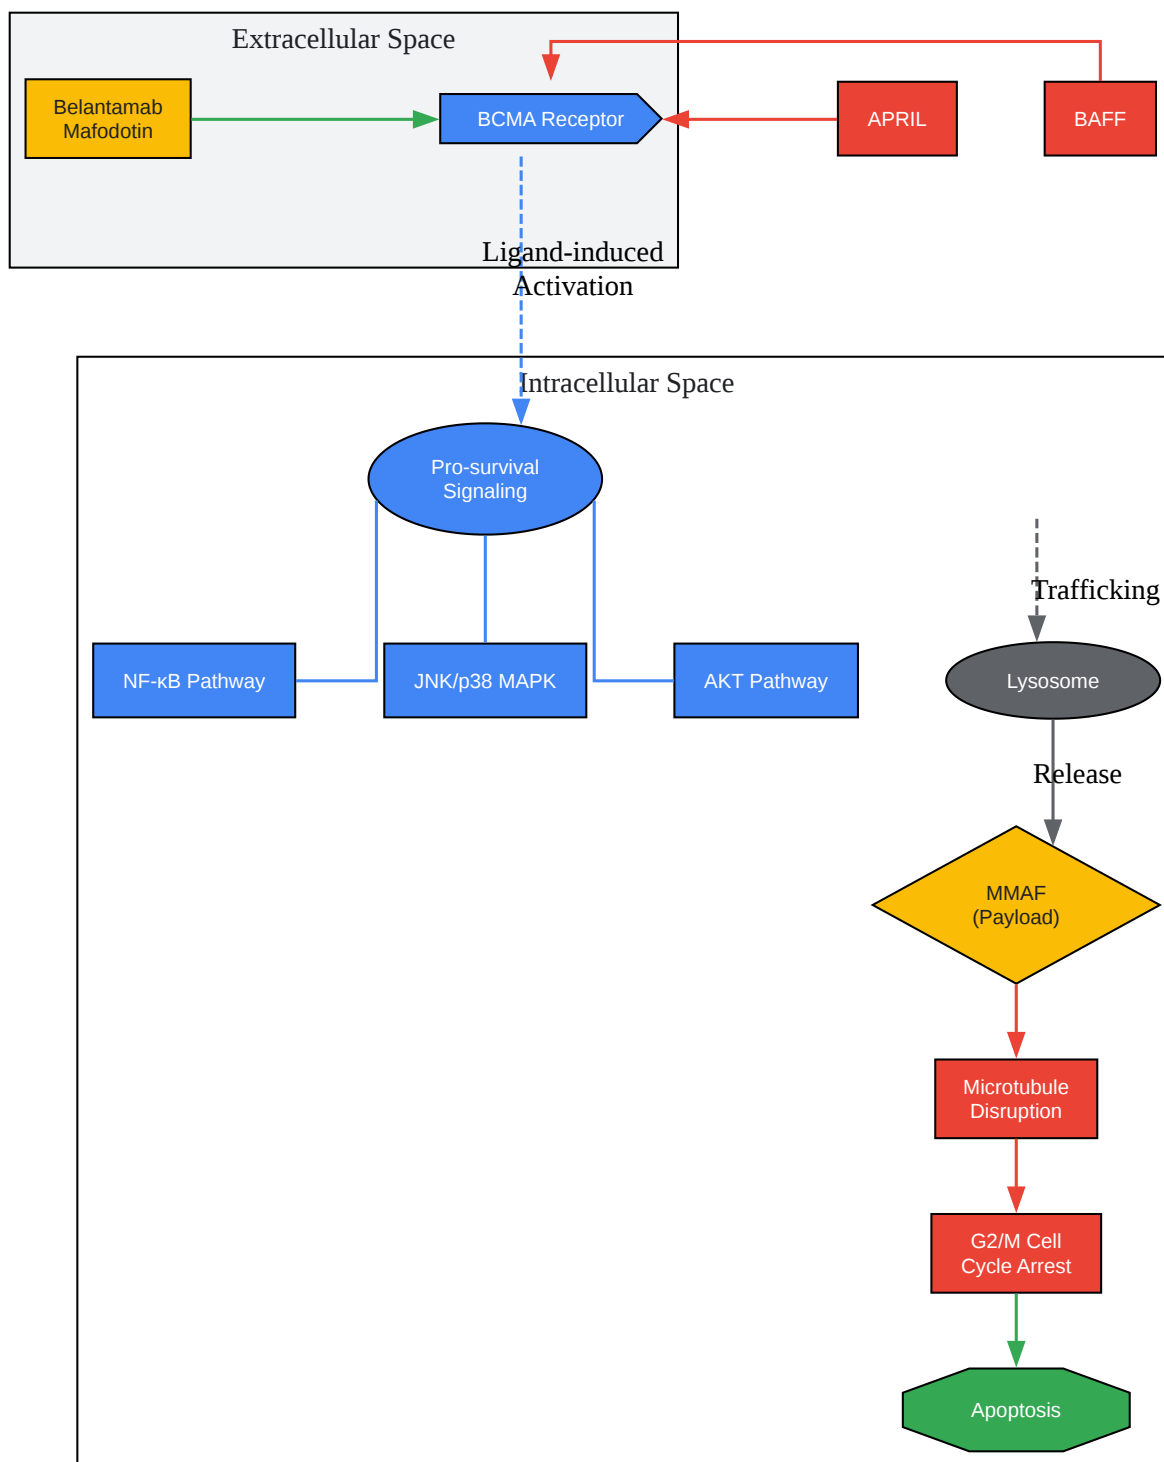 Extracellular Space
Belantamab
Mafodotin
BCMA Receptor
APRIL
BAFF
Ligand-induced
Activation
Intracellular Space
Pro-survival
Signaling
Trafficking
NF-κB Pathway
JNK/p38 MAPK
AKT Pathway
Lysosome
Release
MMAF
(Payload)
Microtubule
Disruption
G2/M Cell
Cycle Arrest
Apoptosis